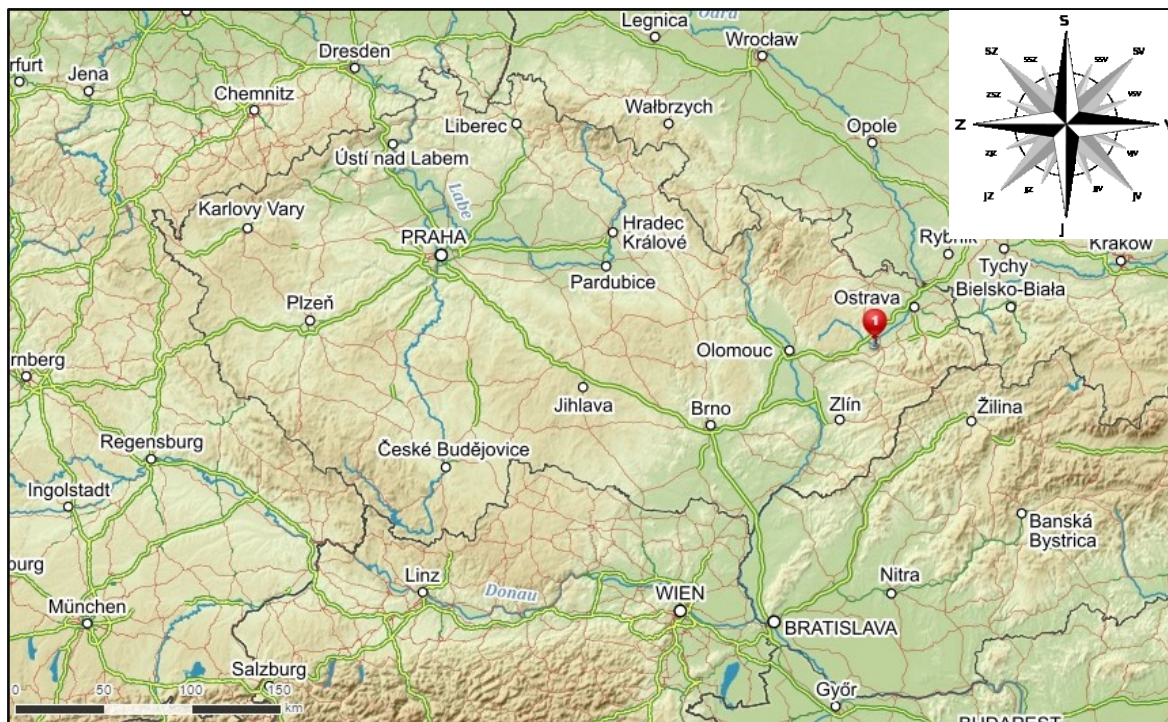 Legnica
Odra
Wrocław
Dresden
rfurt
Jena
Chemnitz
Wałbrzych
Liberec
Opole
Ústí nad Labem
Labe
Karlovy Vary
Hradec
Králové
PRAHA
Rybnik
Kraków
Pardubice
Tychy
Bielsko-Biała
Plzeň
Ostrava
1
Olomouc
rnberg
Jihlava
Brno
Zlín
Žilina
Regensburg
České Budějovice
Ingolstadt
Banská
Bystrica
burg
Linz
Donau
WIEN
Nitra
München
BRATISLAVA
Salzburg
Győr
BUDAPEST
0 50 100 150
km
S
SZ SV
SSZ SSV
ZSZ VSV
Z V
ZJZ VJV
JZ JV
JJZ JJV
J